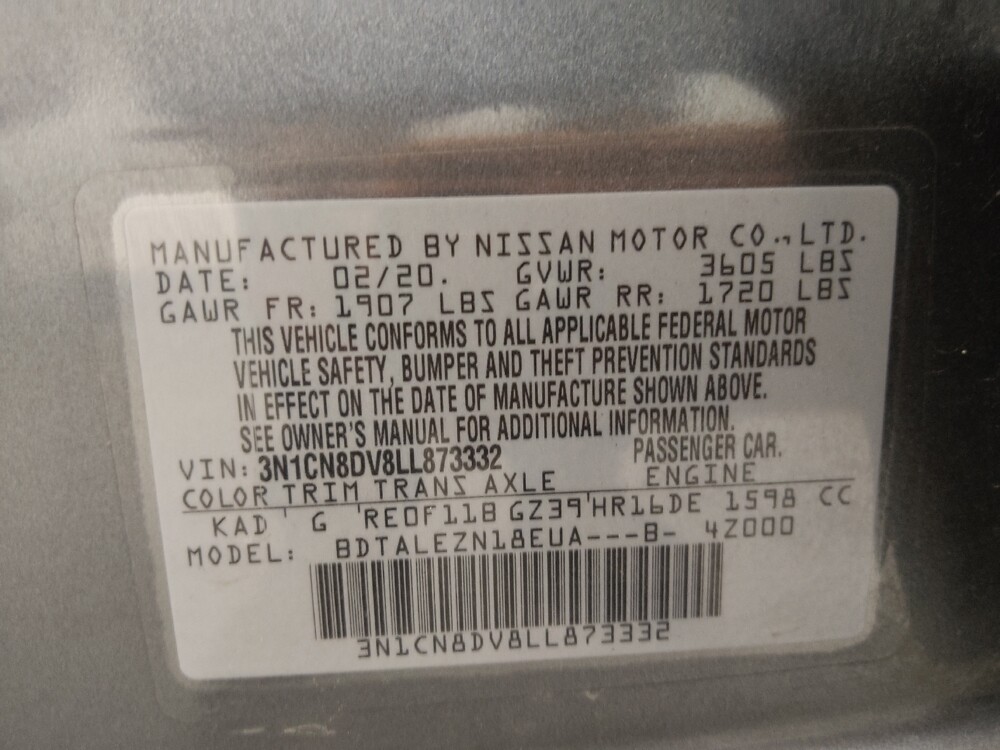 MANUFACTURED BY NISSAN MOTOR CO., LTD.
DATE: 02/20. GVWR: 3605 LBS
GAWR FR: 1907 LBS GAWR RR: 1720 LBS
THIS VEHICLE CONFORMS TO ALL APPLICABLE FEDERAL MOTOR
VEHICLE SAFETY, BUMPER AND THEFT PREVENTION STANDARDS
IN EFFECT ON THE DATE OF MANUFACTURE SHOWN ABOVE.
SEE OWNER'S MANUAL FOR ADDITIONAL INFORMATION.
VIN: 3N1CN8DV8LL873332 PASSENGER CAR.
COLOR TRIM TRANS AXLE ENGINE
KAD ' G 'RE0F11B GZ39'HR16DE 1598 CC
MODEL: BDTALEZN18EUA---B- 4Z000
3N1CN8DV8LL873332